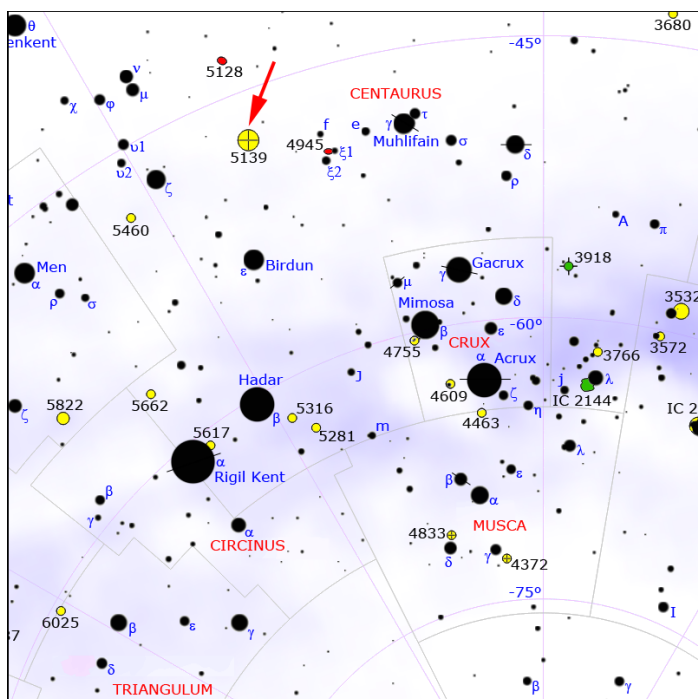 3680
-45°
θ
enkent
5128
ν
μ
χ
φ
CENTAURUS
τ
γ
Muhlifain
f
e
4945
ξ1
ξ2
σ
δ
5139
υ1
υ2
ζ
ρ
t
A
π
5460
Men
α
ρ
σ
ε
Birdun
3918
γ
Gacrux
μ
δ
3532
Mimosa
β
ε
-60°
4755
CRUX
3572
3766
α
Acrux
J
j
λ
IC 2144
4609
ζ
η
4463
IC 2
Hadar
β
5662
5316
5281
ζ
5822
m
5617
α
Rigil Kent
λ
β
ε
α
β
γ
α
CIRCINUS
MUSCA
4833
δ
γ
4372
-75°
6025
β
ε
γ
I
37
δ
TRIANGULUM
β
γ